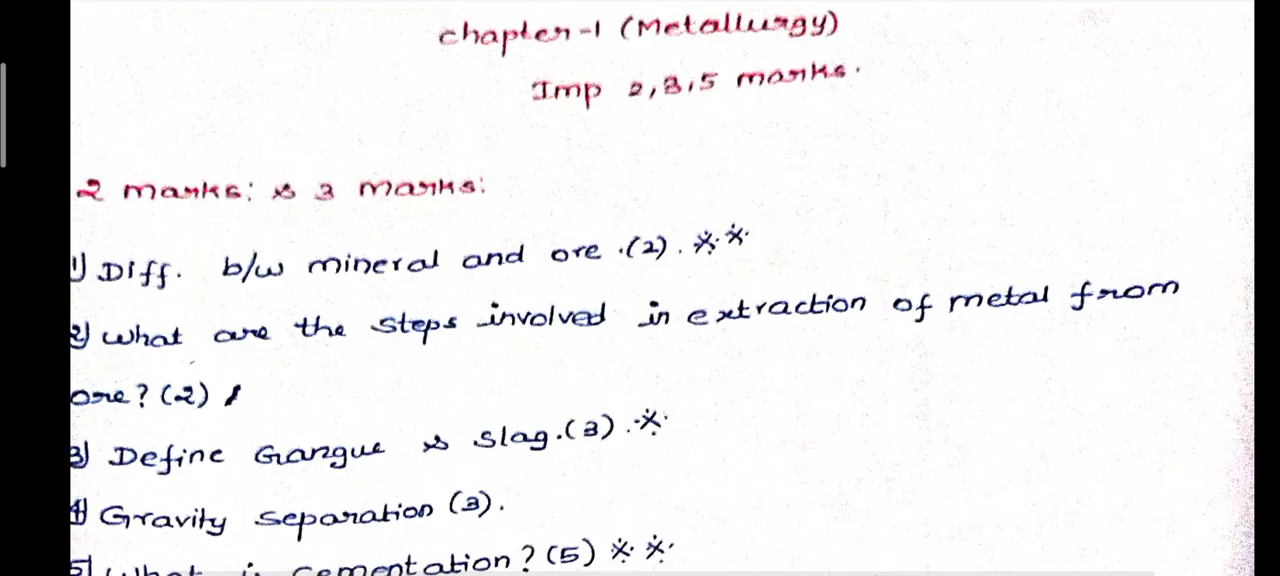 chapter-1 (Metallurgy)
Imp 2,3,5 marks.
2 marks: & 3 marks:
1) Diff. b/w mineral and ore .(2). ※ ※
2) What are the steps involved in extraction of metal from
ore? (2)
3) Define Gangue & slag.(3). ※
4) Gravity separation (3).
5) What is cementation? (5) ※ ※